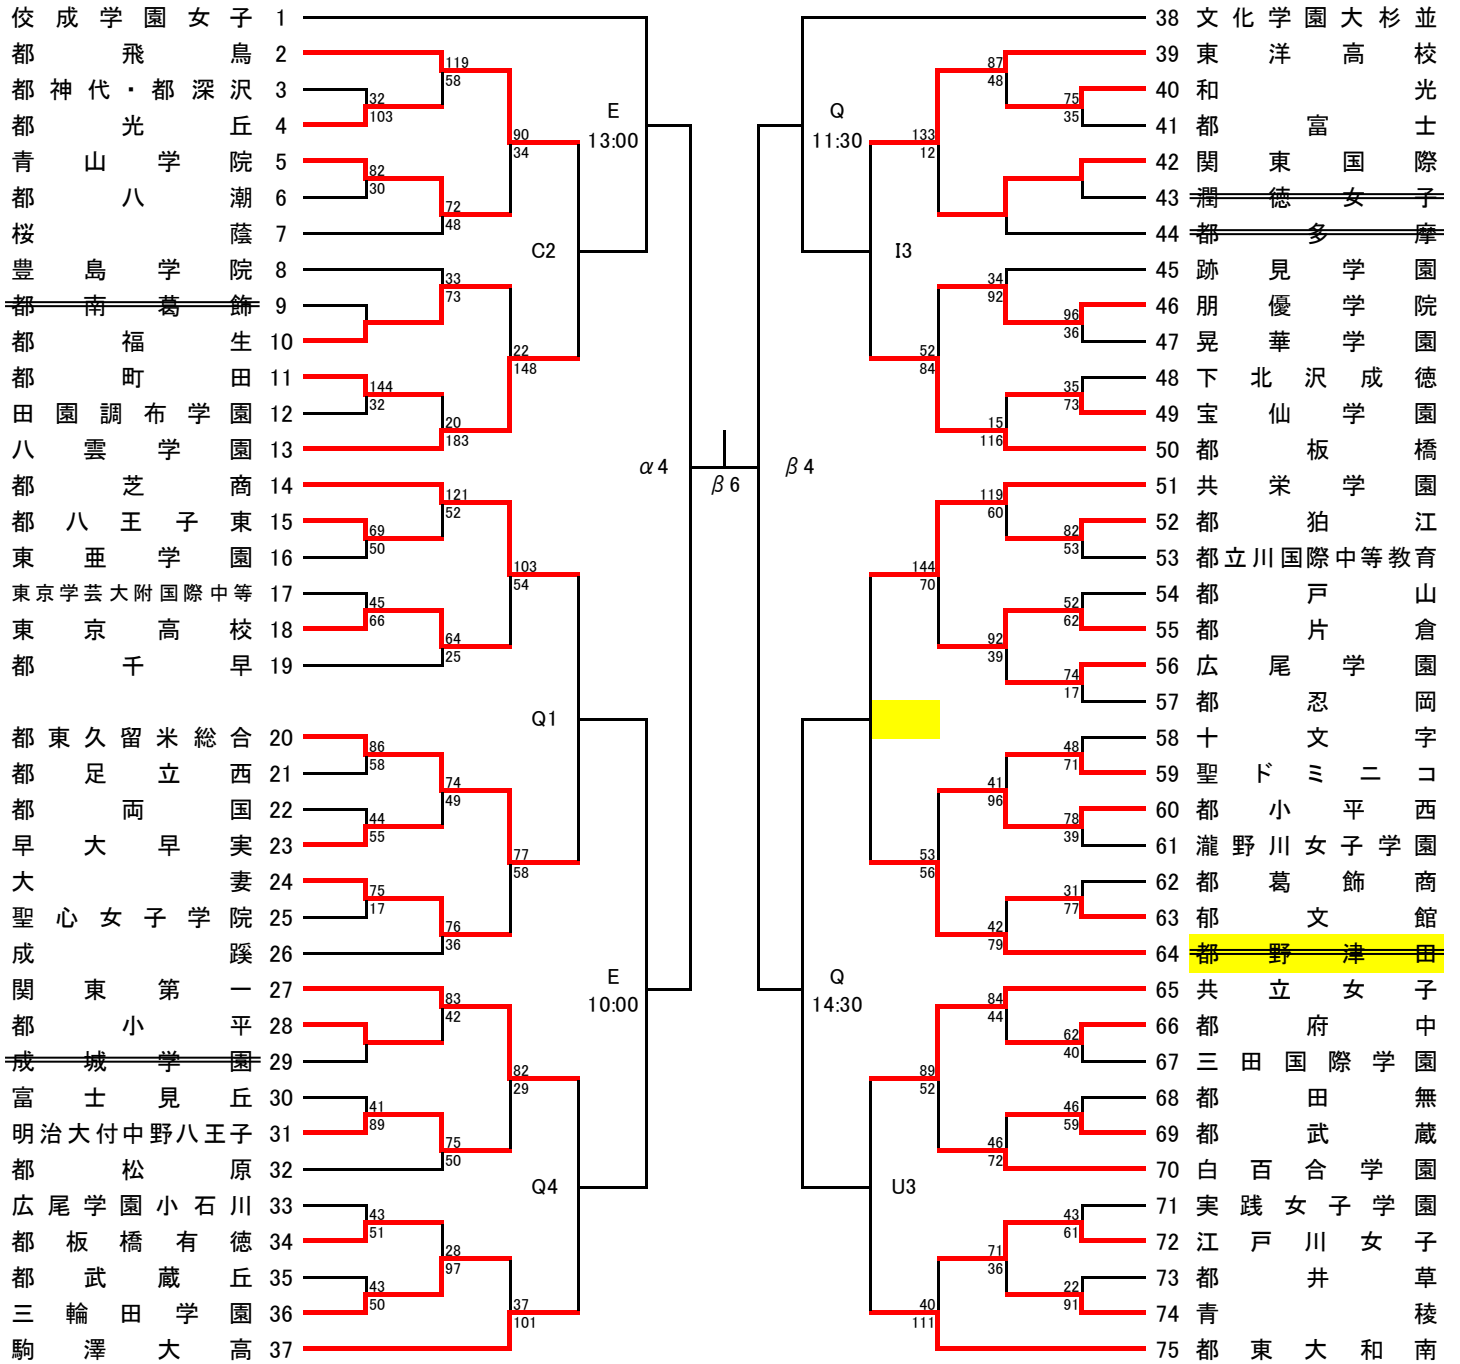 佼成学園女子 1
都飛鳥 2
都神代・都深沢 3
都光丘 4
青山学院 5
都八潮 6
桜蔭 7
豊島学院 8
都南葛飾 9
都福生 10
都町田 11
田園調布学園 12
八雲学園 13
都芝商 14
都八王子東 15
東亜学園 16
東京学芸大附国際中等 17
東京高校 18
都千早 19
都東久留米総合 20
都足立西 21
都両国 22
早大早実 23
大妻 24
聖心女子学院 25
成蹊 26
関東第一 27
都小平 28
成城学園 29
富士見丘 30
明治大付中野八王子 31
都松原 32
広尾学園小石川 33
都板橋有徳 34
都武蔵丘 35
三輪田学園 36
駒澤大高 37
119
58
32
103
90
34
82
30
72
48
33
73
22
148
144
32
20
183
121
52
69
50
103
54
45
66
64
25
86
58
74
49
44
55
77
58
75
17
76
36
83
42
82
29
41
89
75
50
43
51
28
97
43
50
37
101
E
13:00
C2
Q1
E
10:00
Q4
α4
β6
β4
Q
11:30
I3
Q
14:30
U3
87
48
75
35
133
12
34
92
96
36
52
84
35
73
15
116
119
60
82
53
144
70
52
62
92
39
74
17
48
71
41
96
78
39
53
56
31
77
42
79
84
44
62
40
89
52
46
59
46
72
43
61
71
36
22
91
40
111
38 文化学園大杉並
39 東洋高校
40 和光
41 都富士
42 関東国際
43 潤徳女子
44 都多摩
45 跡見学園
46 朋優学院
47 晃華学園
48 下北沢成徳
49 宝仙学園
50 都板橋
51 共栄学園
52 都狛江
53 都立川国際中等教育
54 都戸山
55 都片倉
56 広尾学園
57 都忍岡
58 十文字
59 聖ドミニコ
60 都小平西
61 瀧野川女子学園
62 都葛飾商
63 郁文館
64 都野津田
65 共立女子
66 都府中
67 三田国際学園
68 都田無
69 都武蔵
70 白百合学園
71 実践女子学園
72 江戸川女子
73 都井草
74 青稜
75 都東大和南